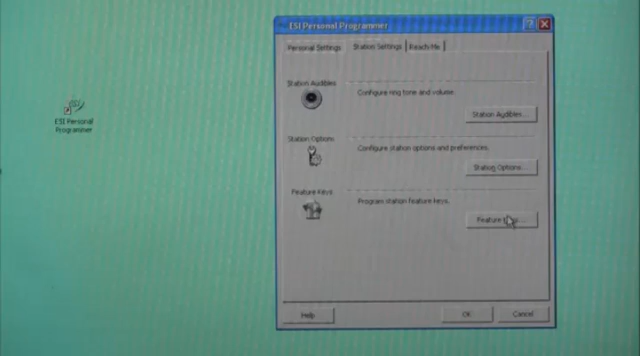 ESI Personal Programmer
Personal Settings
Station Settings
Reach-Me
Station Audibles
Configure ring tone and volume.
Station Audibles...
ESI Personal
Programmer
Station Options
Configure station options and preferences.
Station Options...
Feature Keys
Program station feature keys.
Feature
Help
OK
Cancel